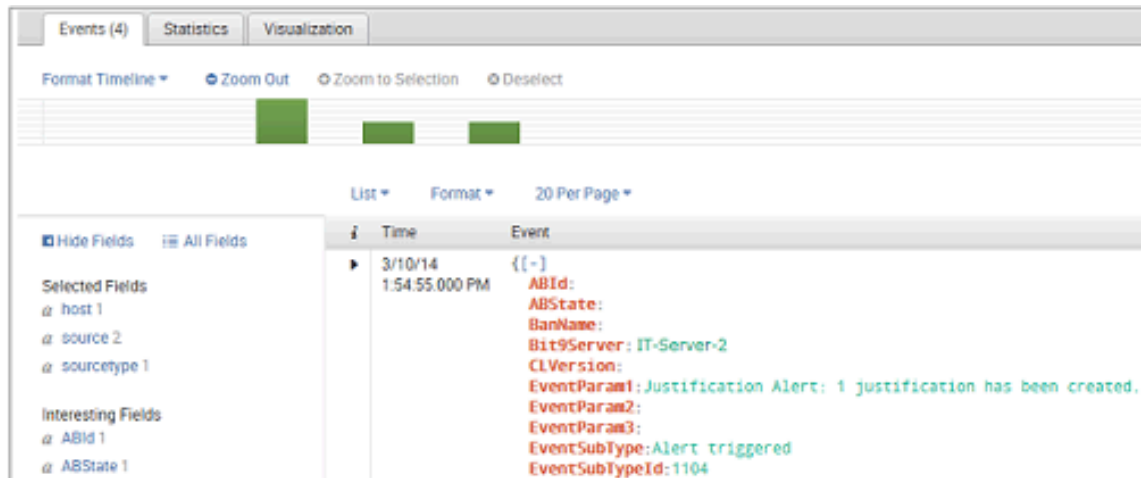 Events (4) Statistics Visualization
Format Timeline Zoom Out Zoom to Selection Deselect
List Format 20 Per Page
Hide Fields All Fields
i Time Event
Selected Fields
a host 1
a source 2
a sourcetype 1
Interesting Fields
a ABId 1
a ABState 1
3/10/14
1:54:55.000 PM
{[-]
ABId:
ABState:
BanName:
Bit9Server: IT-Server-2
CLVersion:
EventParam1:Justification Alert: 1 justification has been created.
EventParam2:
EventParam3:
EventSubType:Alert triggered
EventSubTypeId:1104